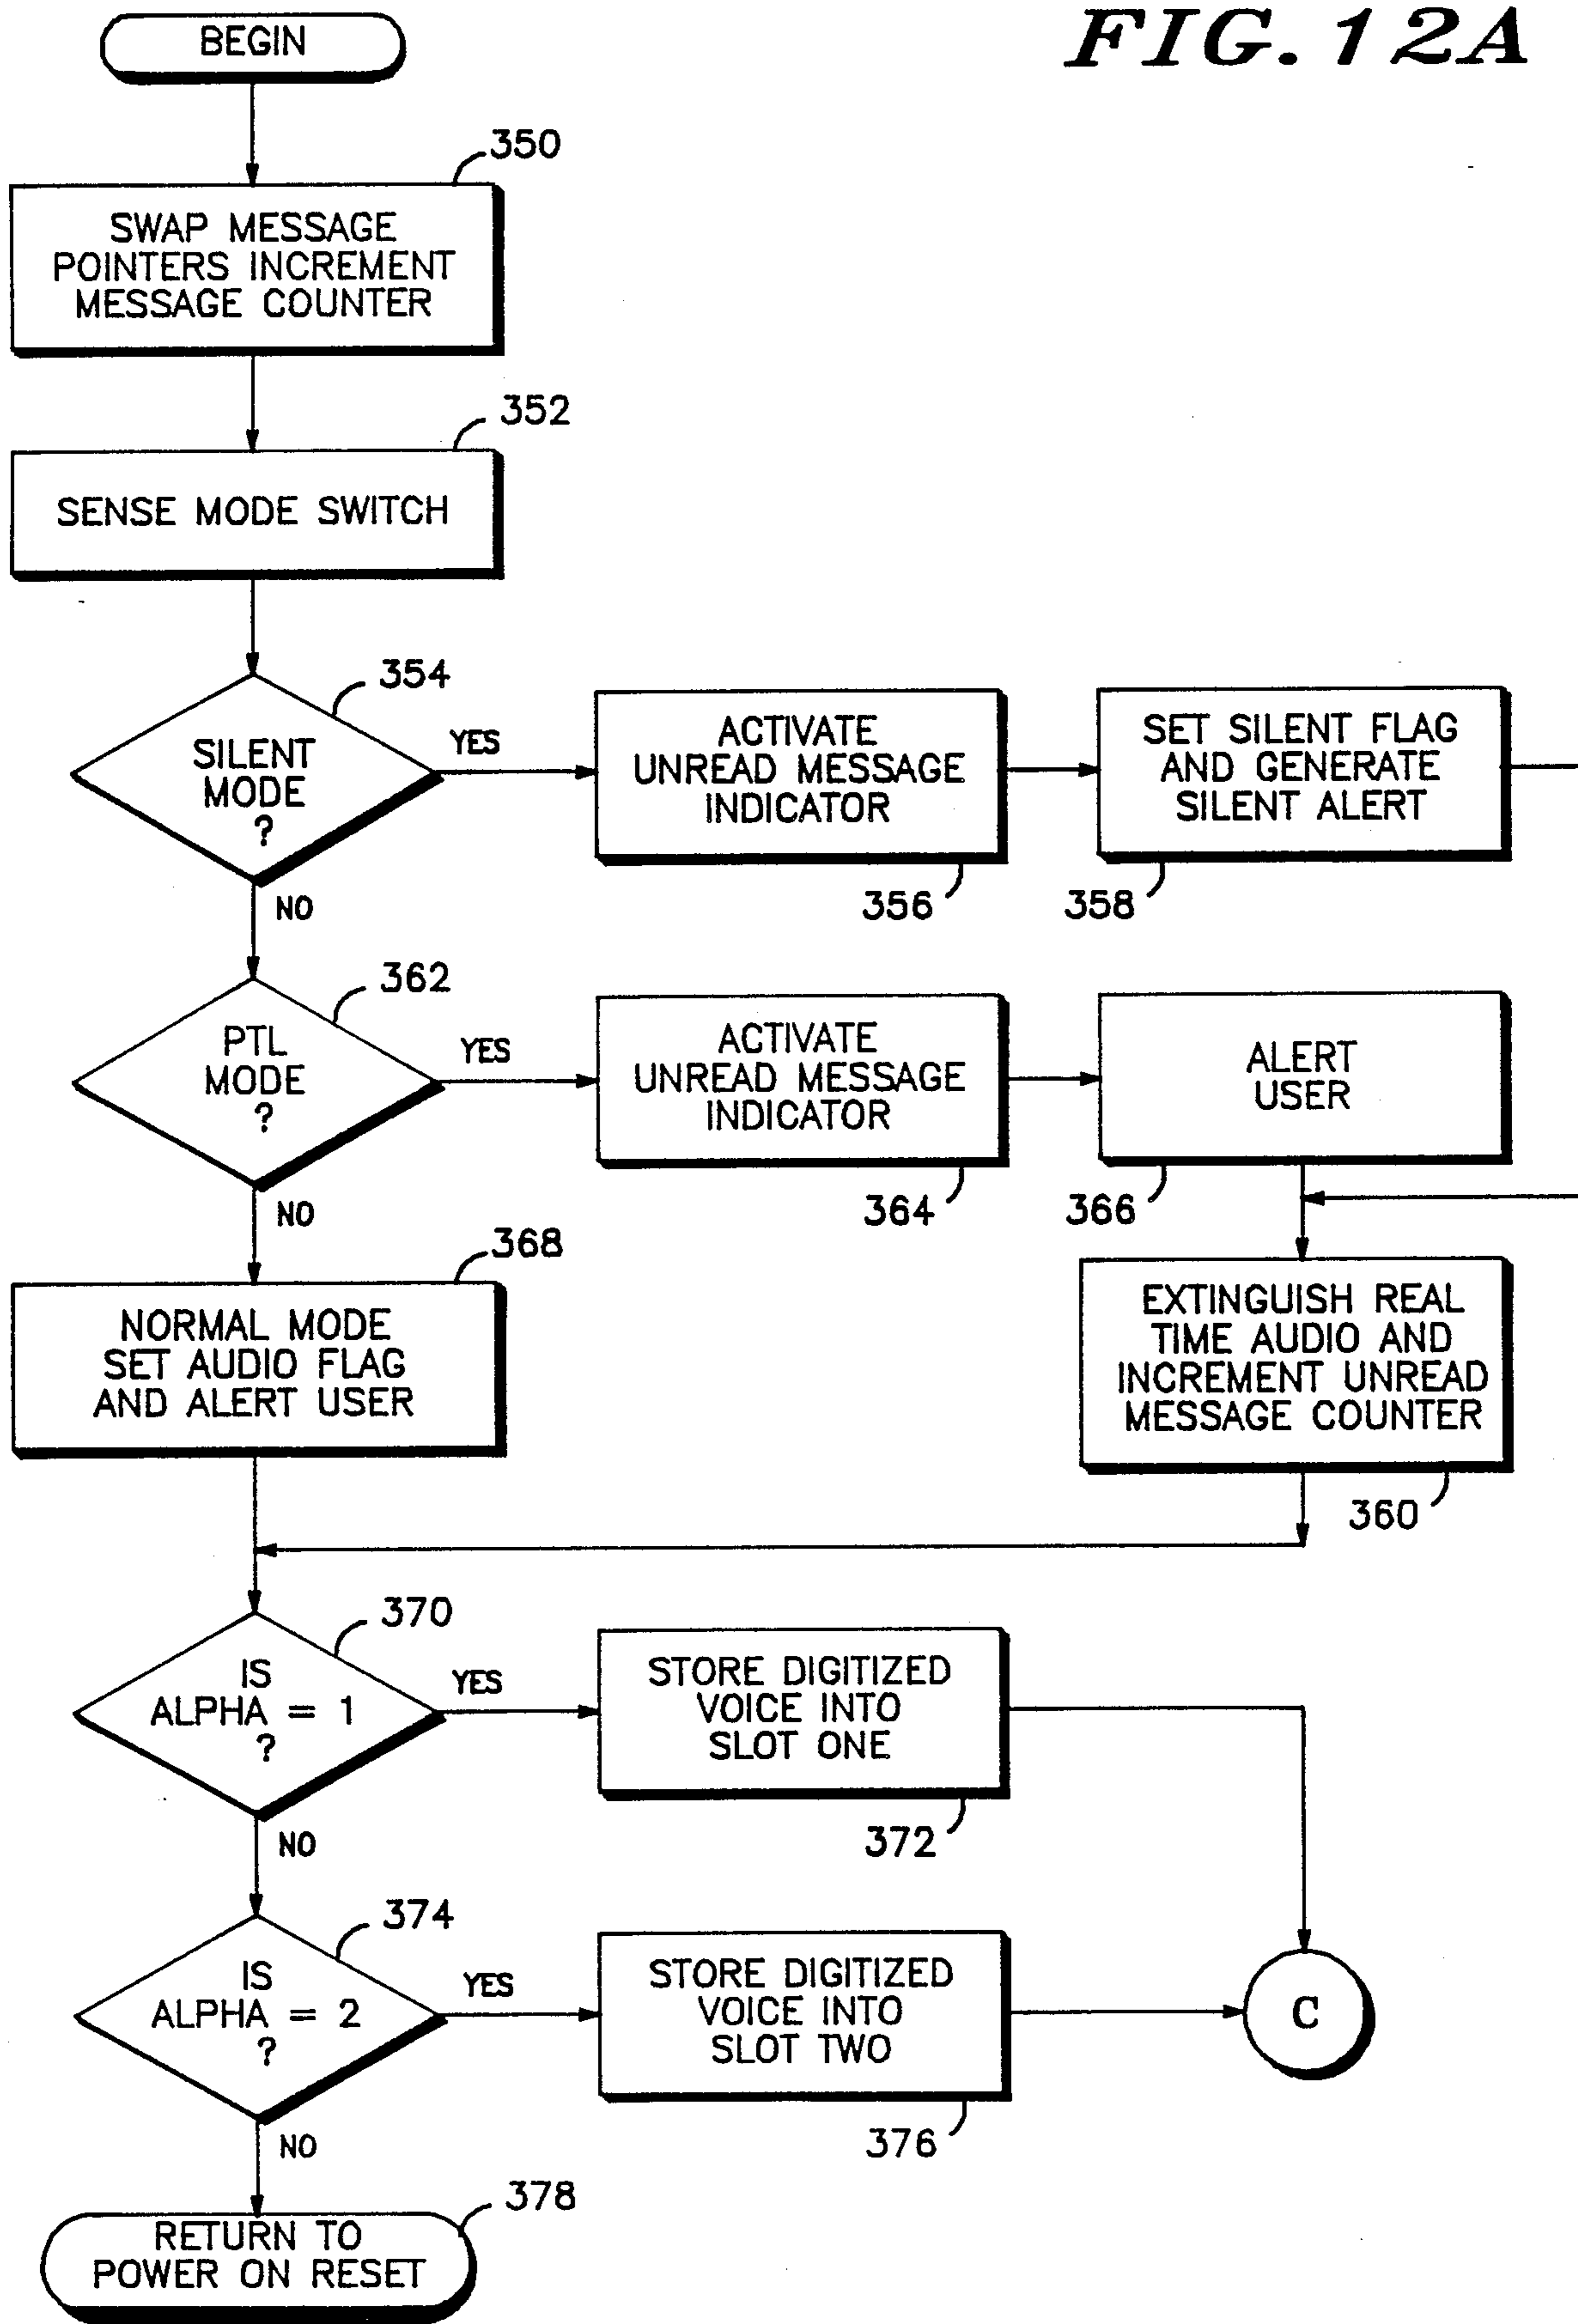 FIG. 12A
BEGIN
350
SWAP MESSAGE
POINTERS INCREMENT
MESSAGE COUNTER
352
SENSE MODE SWITCH
354
SILENT
MODE
?
YES
NO
ACTIVATE
UNREAD MESSAGE
INDICATOR
356
SET SILENT FLAG
AND GENERATE
SILENT ALERT
358
362
PTL
MODE
?
YES
NO
ACTIVATE
UNREAD MESSAGE
INDICATOR
364
ALERT
USER
366
368
NORMAL MODE
SET AUDIO FLAG
AND ALERT USER
EXTINGUISH REAL
TIME AUDIO AND
INCREMENT UNREAD
MESSAGE COUNTER
360
370
IS
ALPHA = 1
?
YES
NO
STORE DIGITIZED
VOICE INTO
SLOT ONE
372
374
IS
ALPHA = 2
?
YES
NO
STORE DIGITIZED
VOICE INTO
SLOT TWO
376
C
378
RETURN TO
POWER ON RESET